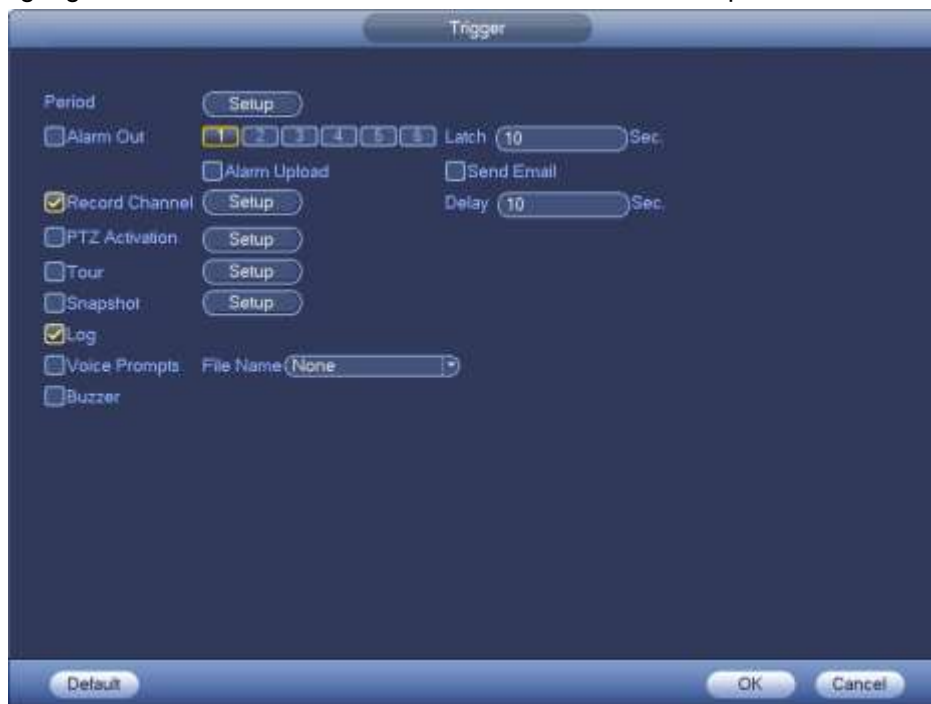 Trigger
Period Setup
Alarm Out 1 2 3 4 5 6 Latch 10 Sec.
Alarm Upload Send Email
Record Channel Setup Delay 10 Sec.
PTZ Activation Setup
Tour Setup
Snapshot Setup
Log
Voice Prompts File Name None
Buzzer
Default OK Cancel